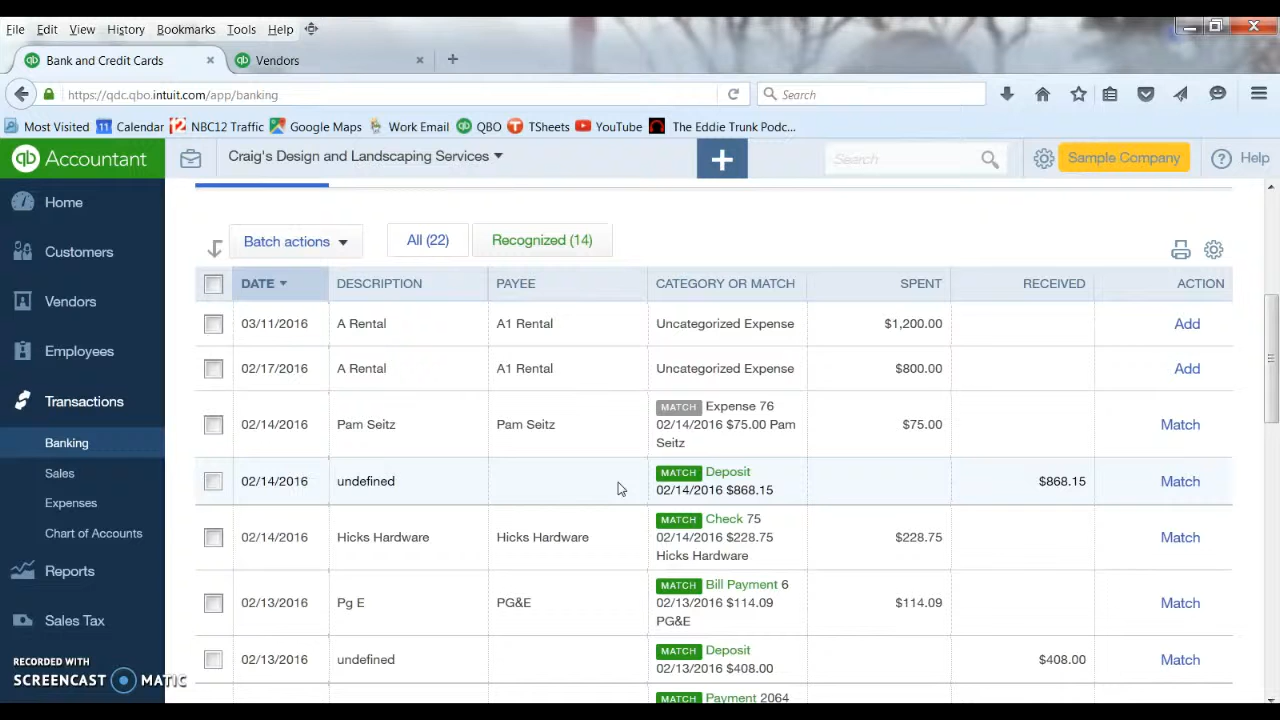 File Edit View History Bookmarks Tools Help
Bank and Credit Cards × Vendors × +
https://qdc.qbo.intuit.com/app/banking Search
Most Visited 11 Calendar NBC12 Traffic Google Maps Work Email QBO TSheets YouTube The Eddie Trunk Podc...
qb Accountant Craig's Design and Landscaping Services + Search Sample Company ? Help
Home
Customers
Vendors
Employees
Transactions
Banking
Sales
Expenses
Chart of Accounts
Reports
Sales Tax
Batch actions All (22) Recognized (14)
DATE DESCRIPTION PAYEE CATEGORY OR MATCH SPENT RECEIVED ACTION
03/11/2016 A Rental A1 Rental Uncategorized Expense $1,200.00 Add
02/17/2016 A Rental A1 Rental Uncategorized Expense $800.00 Add
MATCH Expense 76
02/14/2016 Pam Seitz Pam Seitz 02/14/2016 $75.00 Pam $75.00 Match
Seitz
MATCH Deposit
02/14/2016 undefined 02/14/2016 $868.15 $868.15 Match
MATCH Check 75
02/14/2016 Hicks Hardware Hicks Hardware 02/14/2016 $228.75 $228.75 Match
Hicks Hardware
MATCH Bill Payment 6
02/13/2016 Pg E PG&E 02/13/2016 $114.09 $114.09 Match
PG&E
MATCH Deposit
02/13/2016 undefined 02/13/2016 $408.00 $408.00 Match
MATCH Payment 2064
RECORDED WITH
SCREENCAST MATIC